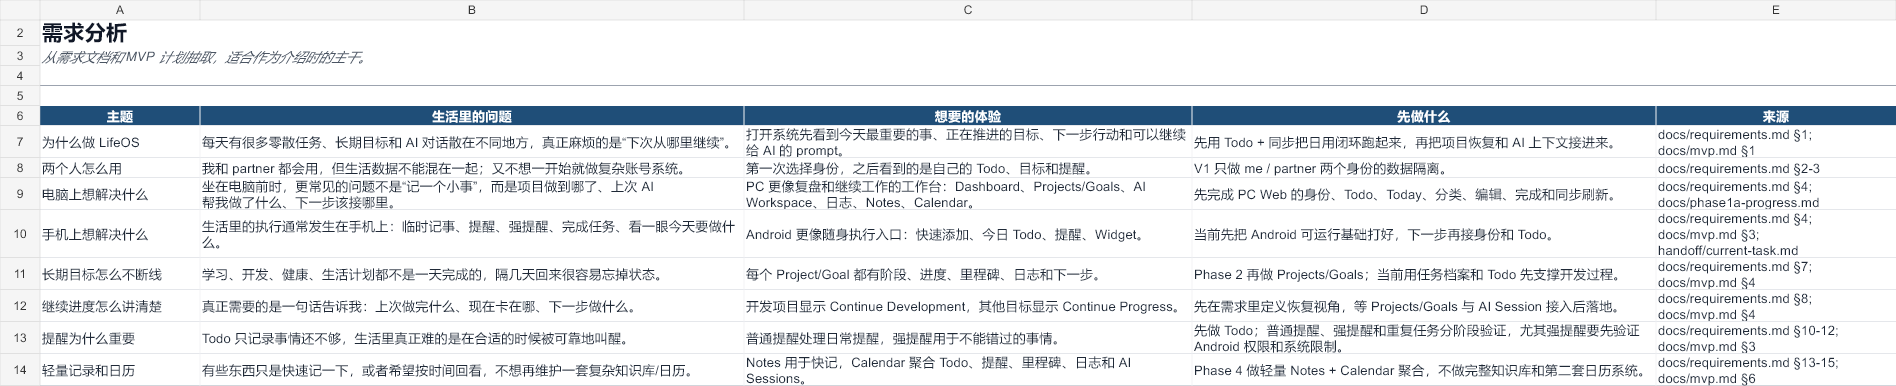 A B C D E
2 需求分析
3 从需求文档和 MVP 计划抽取，适合作为介绍时的主干。
4
5
6 主题 生活里的问题 想要的体验 先做什么 来源
7 为什么做 LifeOS 每天有很多零散任务、长期目标和 AI 对话散在不同地方，真正麻烦的是“下次从哪里继续”。 打开系统先看到今天最重要的事、正在推进的目标、下一步行动和可以继续
给 AI 的 prompt。 先用 Todo + 同步把日用闭环跑起来，再把项目恢复和 AI 上下文接进来。 docs/requirements.md §1;
docs/mvp.md §1
8 两个人怎么用 我和 partner 都会用，但生活数据不能混在一起；又不想一开始就做复杂账号系统。 第一次选择身份，之后看到的是自己的 Todo、目标和提醒。 V1 只做 me / partner 两个身份的数据隔离。 docs/requirements.md §2-3
9 电脑上想解决什么 坐在电脑前时，更常见的问题不是“记一个小事”，而是项目做到哪了、上次 AI
帮我做了什么、下一步该接哪里。 PC 更像复盘和继续工作的工作台：Dashboard、Projects/Goals、AI
Workspace、日志、Notes、Calendar。 先完成 PC Web 的身份、Todo、Today、分类、编辑、完成和同步刷新。 docs/requirements.md §4;
docs/phase1a-progress.md
10 手机上想解决什么 生活里的执行通常发生在手机上：临时记事、提醒、强提醒、完成任务、看一眼今天要做什
么。 Android 更像随身执行入口：快速添加、今日 Todo、提醒、Widget。 当前先把 Android 可运行基础打好，下一步再接身份和 Todo。 docs/requirements.md §4;
docs/mvp.md §3;
handoff/current-task.md
11 长期目标怎么不断线 学习、开发、健康、生活计划都不是一天完成的，隔几天回来很容易忘掉状态。 每个 Project/Goal 都有阶段、进度、里程碑、日志和下一步。 Phase 2 再做 Projects/Goals；当前用任务档案和 Todo 先支撑开发过程。 docs/requirements.md §7;
docs/mvp.md §4
12 继续进度怎么讲清楚 真正需要的是一句话告诉我：上次做完什么、现在卡在哪、下一步做什么。 开发项目显示 Continue Development，其他目标显示 Continue Progress。 先在需求里定义恢复视角，等 Projects/Goals 与 AI Session 接入后落地。 docs/requirements.md §8;
docs/mvp.md §4
13 提醒为什么重要 Todo 只记录事情还不够，生活里真正难的是在合适的时候被可靠地叫醒。 普通提醒处理日常提醒，强提醒用于不能错过的事情。 先做 Todo；普通提醒、强提醒和重复任务分阶段验证，尤其强提醒要先验证
Android 权限和系统限制。 docs/requirements.md §10-12;
docs/mvp.md §3
14 轻量记录和日历 有些东西只是快速记一下，或者希望按时间回看，不想再维护一套复杂知识库/日历。 Notes 用于快记，Calendar 聚合 Todo、提醒、里程碑、日志和 AI
Sessions。 Phase 4 做轻量 Notes + Calendar 聚合，不做完整知识库和第二套日历系统。 docs/requirements.md §13-15;
docs/mvp.md §6